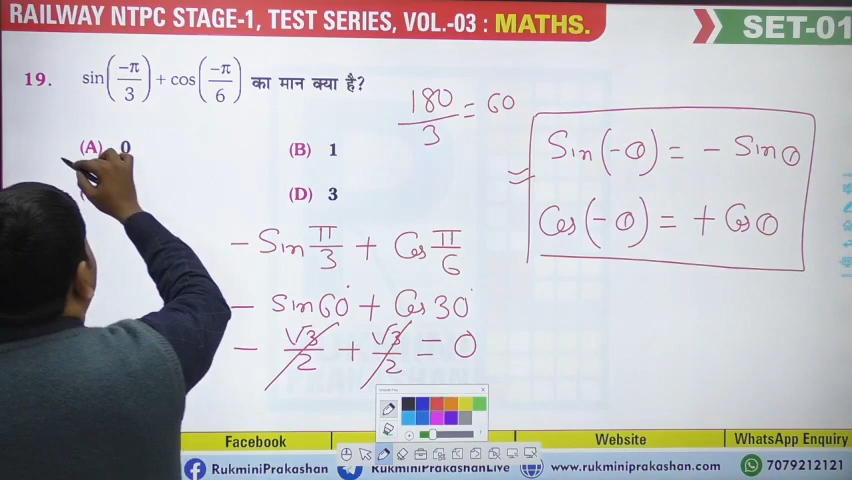 RAILWAY NTPC STAGE-1, TEST SERIES, VOL.-03 : MATHS.
SET-01
19. sin(-π/3) + cos(-π/6) का मान क्या है?
(A) 0
(B) 1
(D) 3
180/3 = 60
Sin(-θ) = - Sinθ
Cos(-θ) = + Cosθ
- Sin π/3 + Cos π/6
- Sin60° + Cos30°
- √3/2 + √3/2 = 0
Facebook
Website
WhatsApp Enquiry
RukminiPrakashan
RukminiPrakashanLive
www.rukminiprakashan.com
7079212121